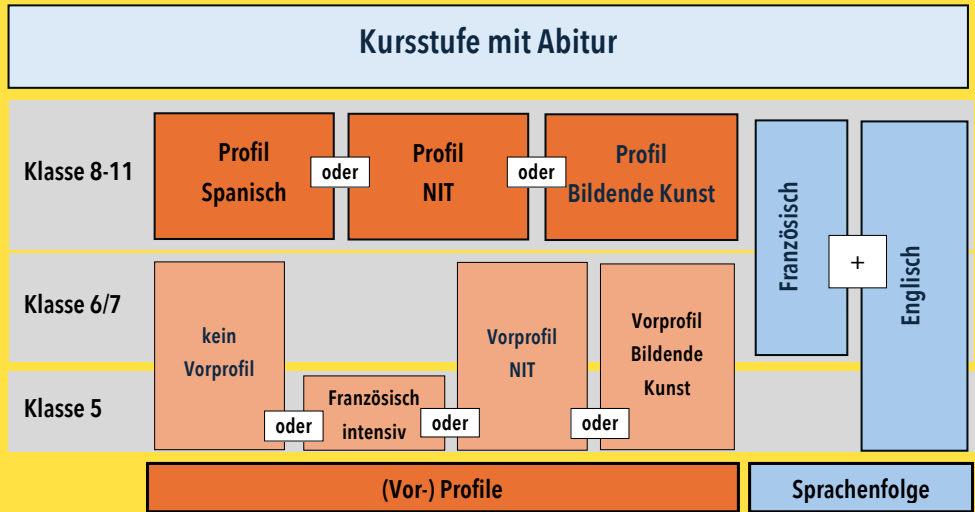 Kursstufe mit Abitur
Klasse 8-11
Profil
Spanisch
oder
Profil
NIT
oder
Profil
Bildende Kunst
Französisch
+
Englisch
Klasse 6/7
kein
Vorprofil
Vorprofil
NIT
Vorprofil
Bildende
Kunst
Klasse 5
oder
Französisch
intensiv
oder
oder
(Vor-) Profile
Sprachenfolge